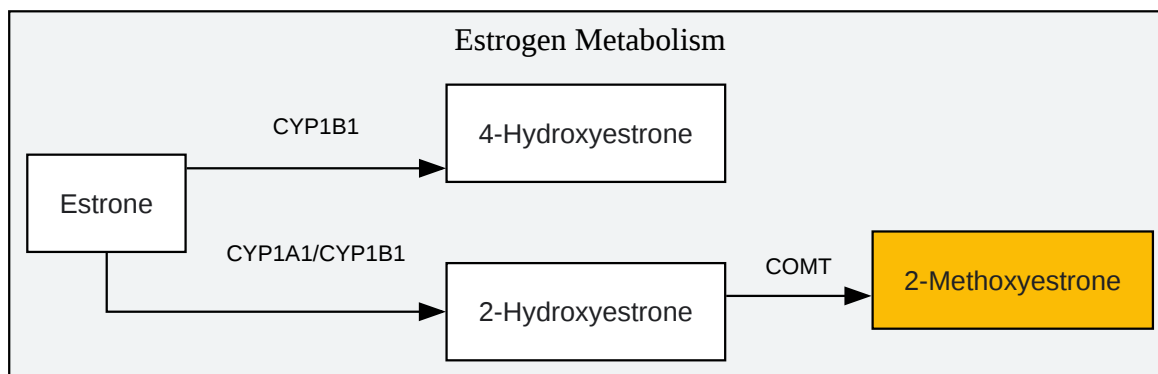 Estrogen Metabolism
CYP1B1
4-Hydroxyestrone
Estrone
CYP1A1/CYP1B1
2-Hydroxyestrone
COMT
2-Methoxyestrone